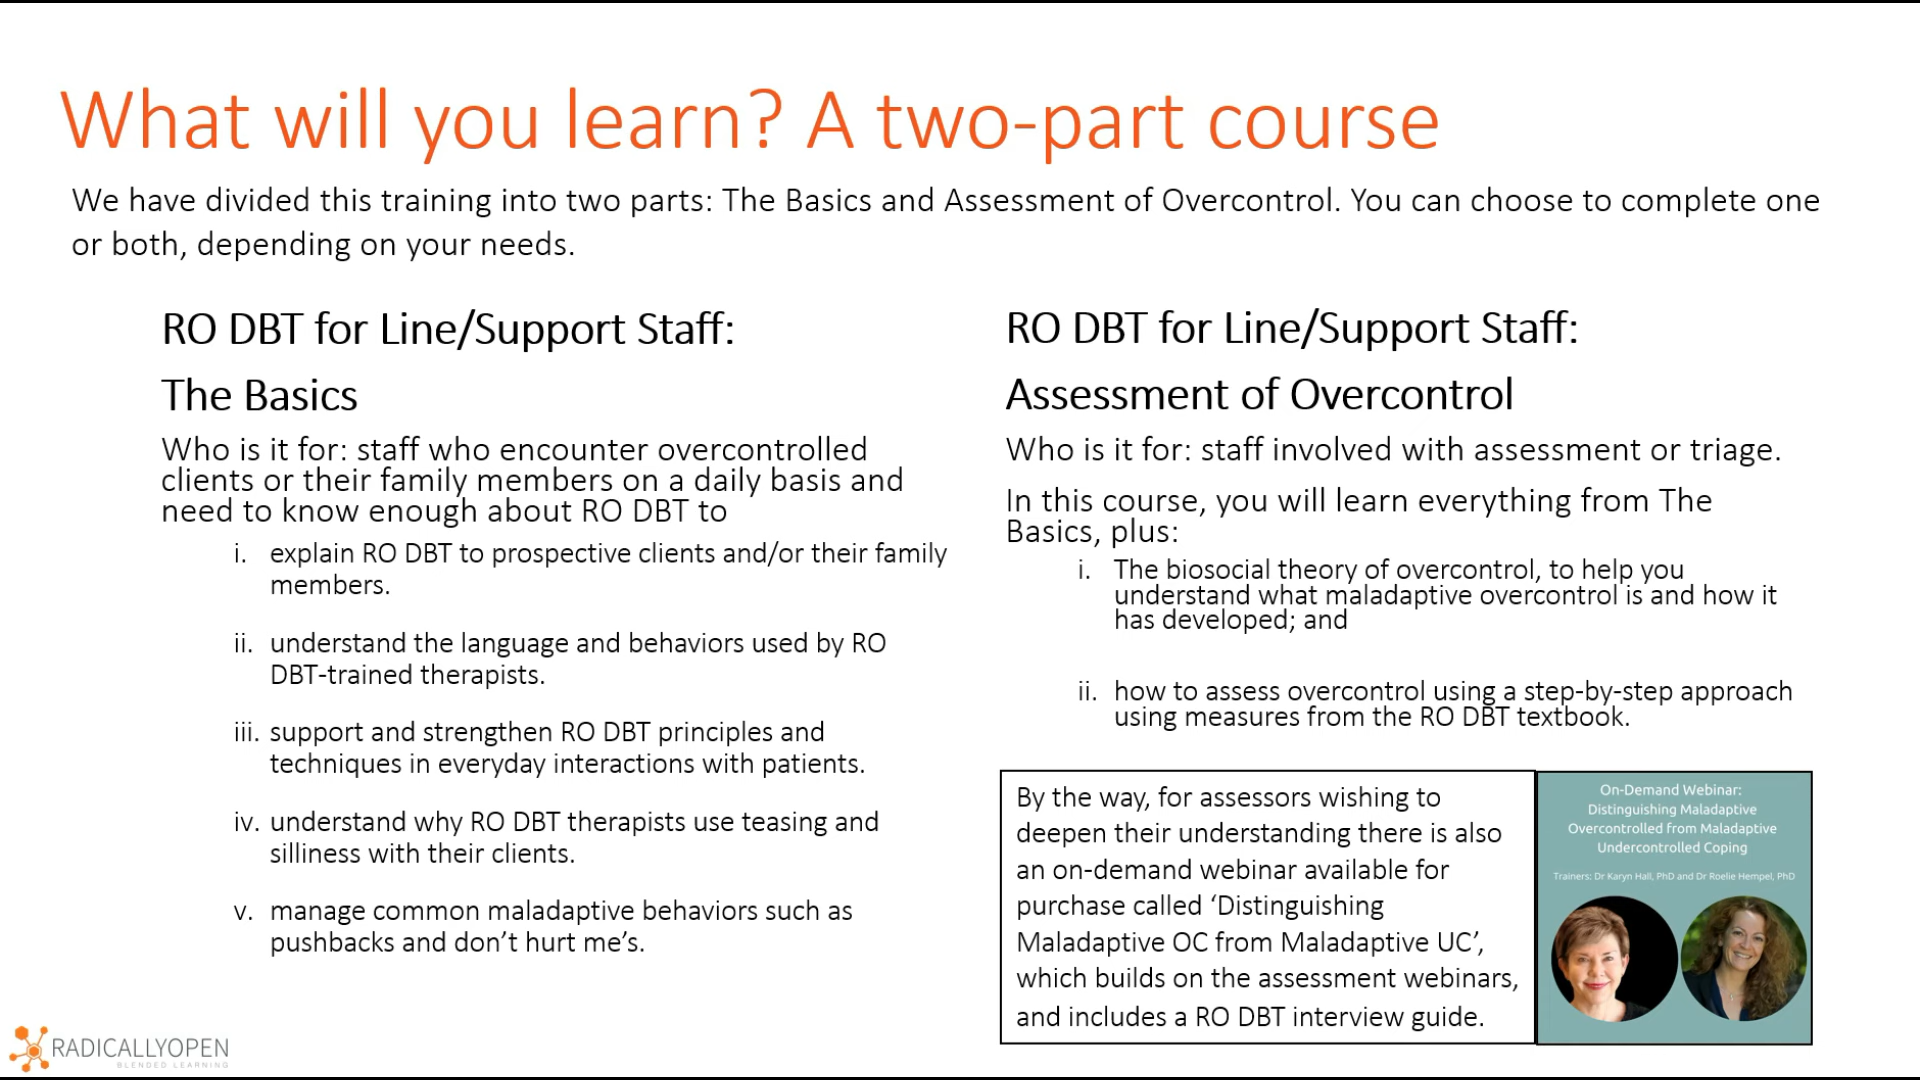 What will you learn? A two-part course
We have divided this training into two parts: The Basics and Assessment of Overcontrol. You can choose to complete one
or both, depending on your needs.
RO DBT for Line/Support Staff:
The Basics
Who is it for: staff who encounter overcontrolled
clients or their family members on a daily basis and
need to know enough about RO DBT to
i. explain RO DBT to prospective clients and/or their family
members.
ii. understand the language and behaviors used by RO
DBT-trained therapists.
iii. support and strengthen RO DBT principles and
techniques in everyday interactions with patients.
iv. understand why RO DBT therapists use teasing and
silliness with their clients.
v. manage common maladaptive behaviors such as
pushbacks and don’t hurt me’s.
RO DBT for Line/Support Staff:
Assessment of Overcontrol
Who is it for: staff involved with assessment or triage.
In this course, you will learn everything from The
Basics, plus:
i. The biosocial theory of overcontrol, to help you
understand what maladaptive overcontrol is and how it
has developed; and
ii. how to assess overcontrol using a step-by-step approach
using measures from the RO DBT textbook.
By the way, for assessors wishing to
deepen their understanding there is also
an on-demand webinar available for
purchase called ‘Distinguishing
Maladaptive OC from Maladaptive UC’,
which builds on the assessment webinars,
and includes a RO DBT interview guide.
On-Demand Webinar:
Distinguishing Maladaptive
Overcontrolled from Maladaptive
Undercontrolled Coping
Trainers: Dr Karyn Hall, PhD and Dr Roelie Hempel, PhD
RADICALLYOPEN
BLENDED LEARNING